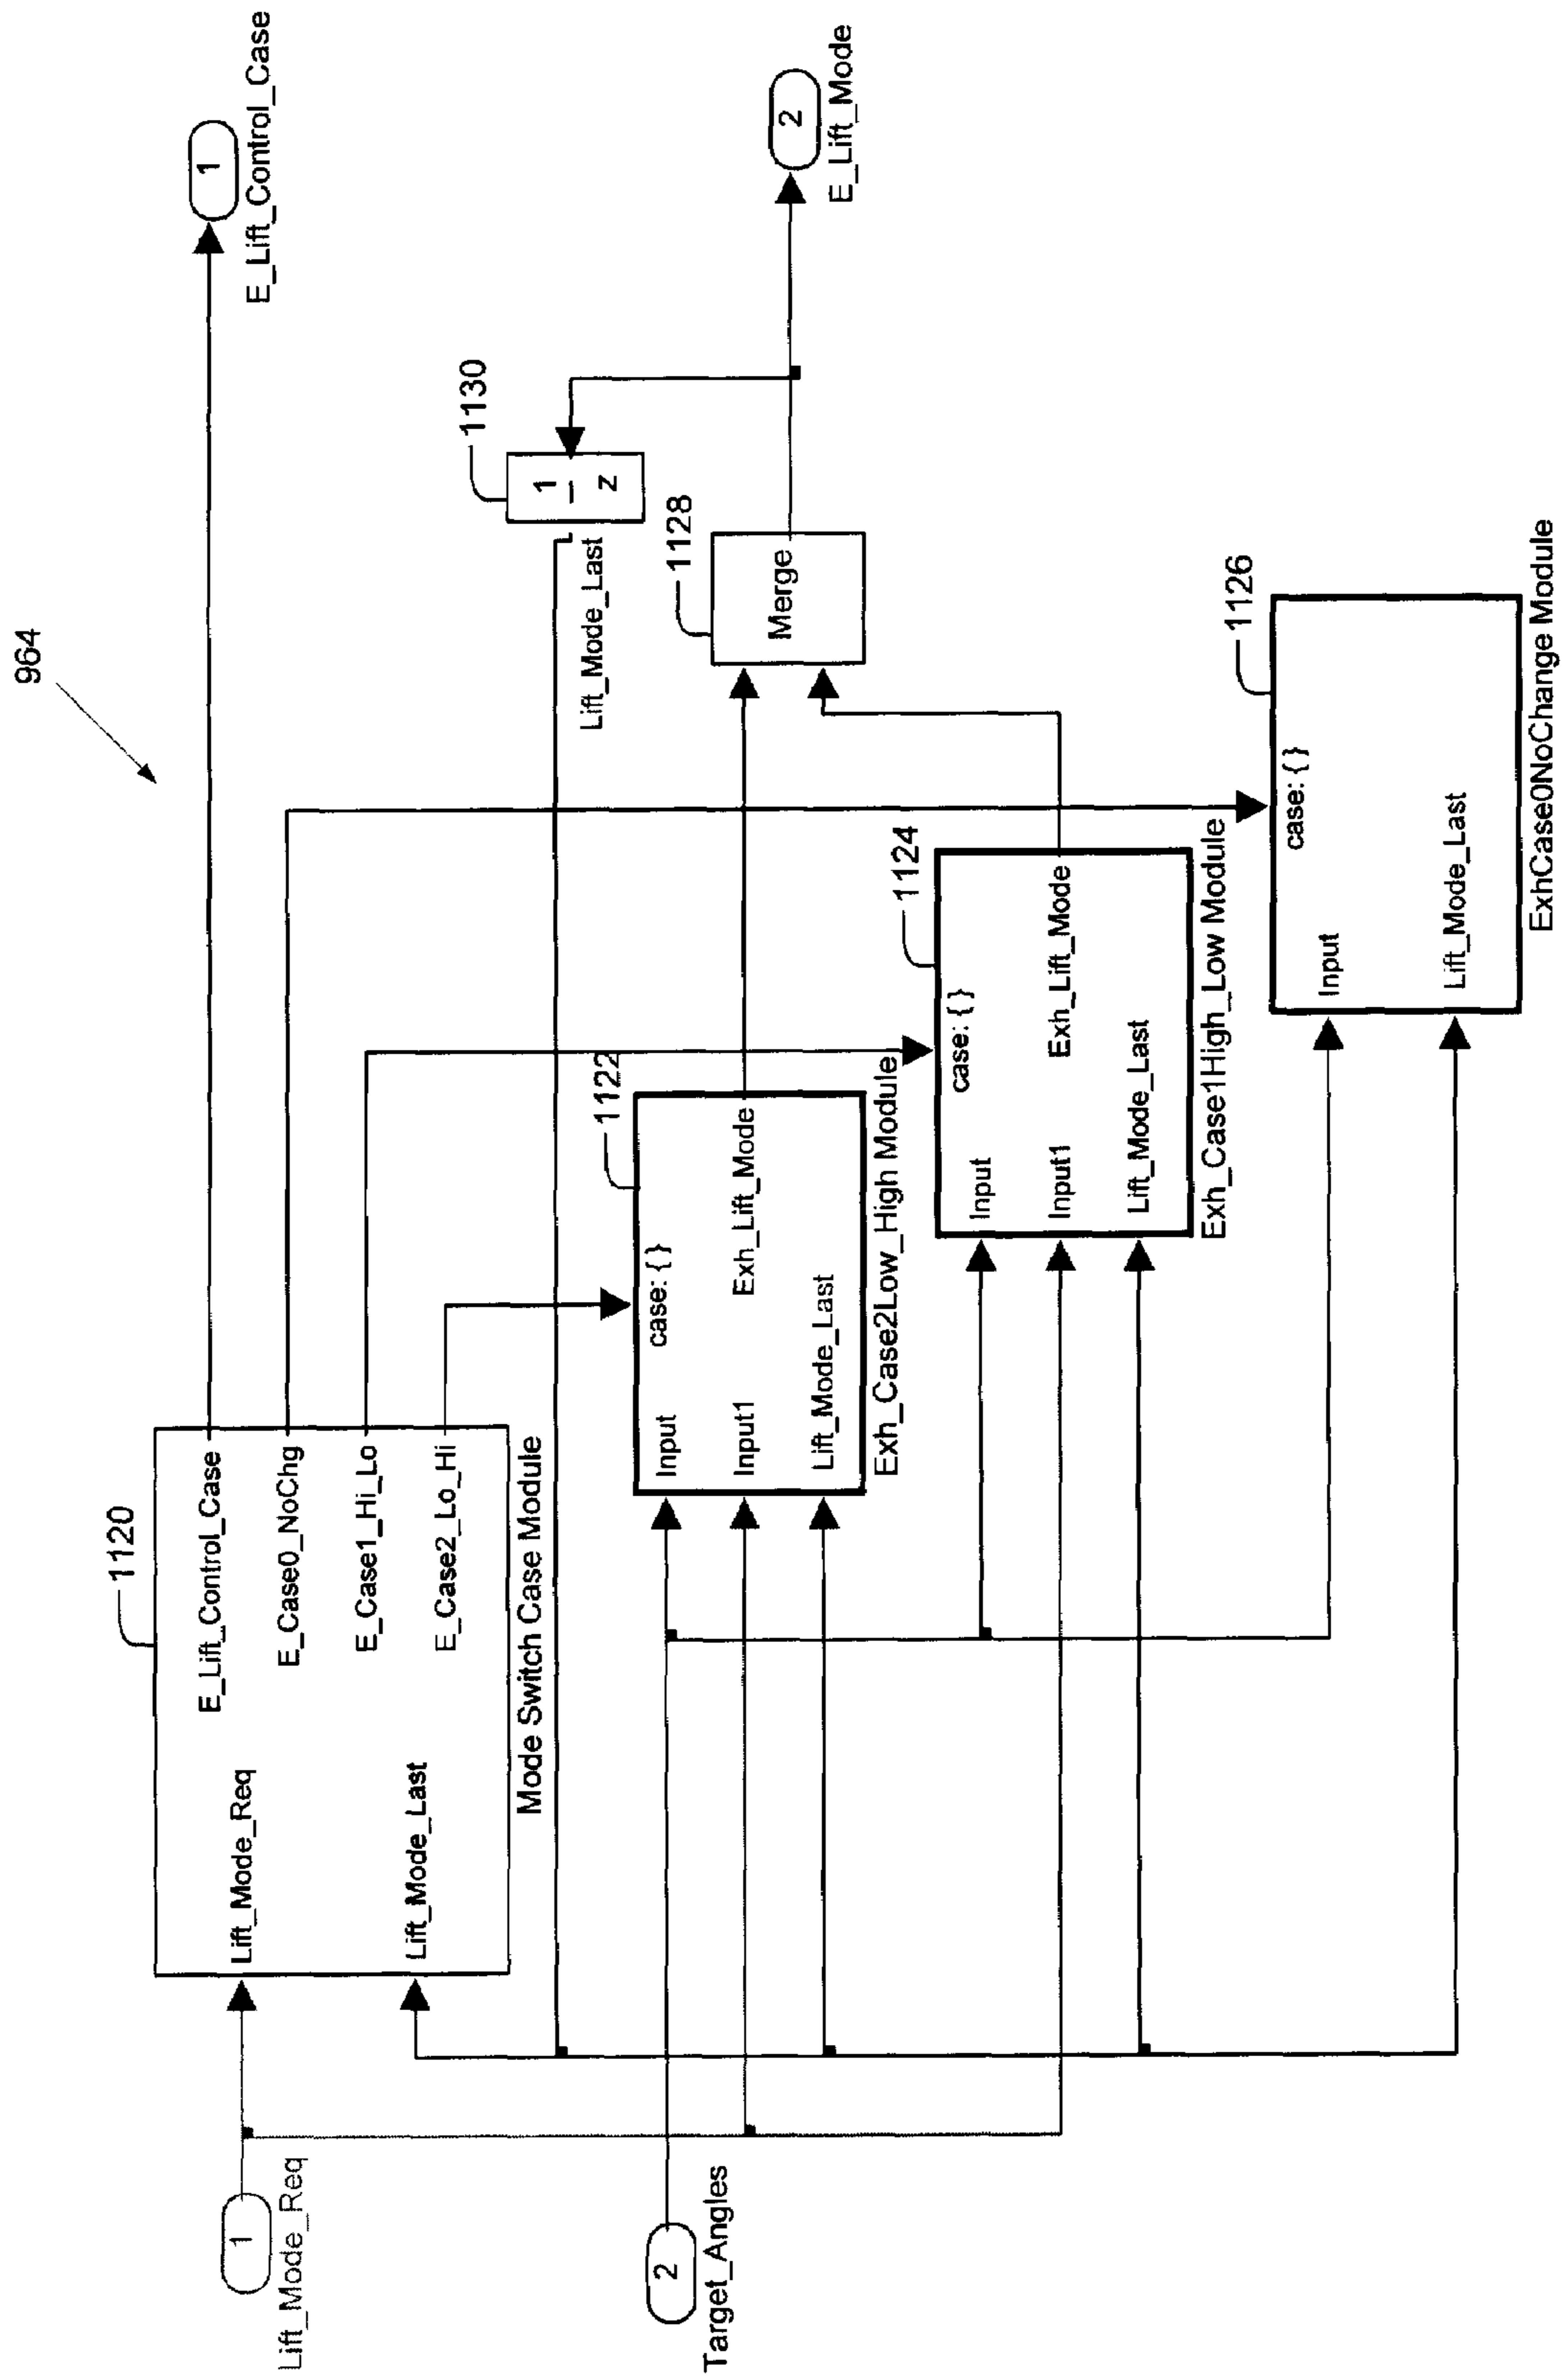 964
1
Lift_Mode_Req
2
Target_Angles
1120
Lift_Mode_Req
Lift_Mode_Last
E_Lift_Control_Case
E_Case0_NoChg
E_Case1_Hi_Lo
E_Case2_Lo_Hi
Mode Switch Case Module
1122
case: { }
Input
Input1
Exh_Lift_Mode
Lift_Mode_Last
Exh_Case2Low_High Module
1124
case: { }
Input
Input1
Exh_Lift_Mode
Lift_Mode_Last
Exh_Case1High_Low Module
1126
case: { }
Input
Lift_Mode_Last
ExhCase0NoChange Module
1128
Merge
1130
1
z
Lift_Mode_Last
1
E_Lift_Control_Case
2
E_Lift_Mode